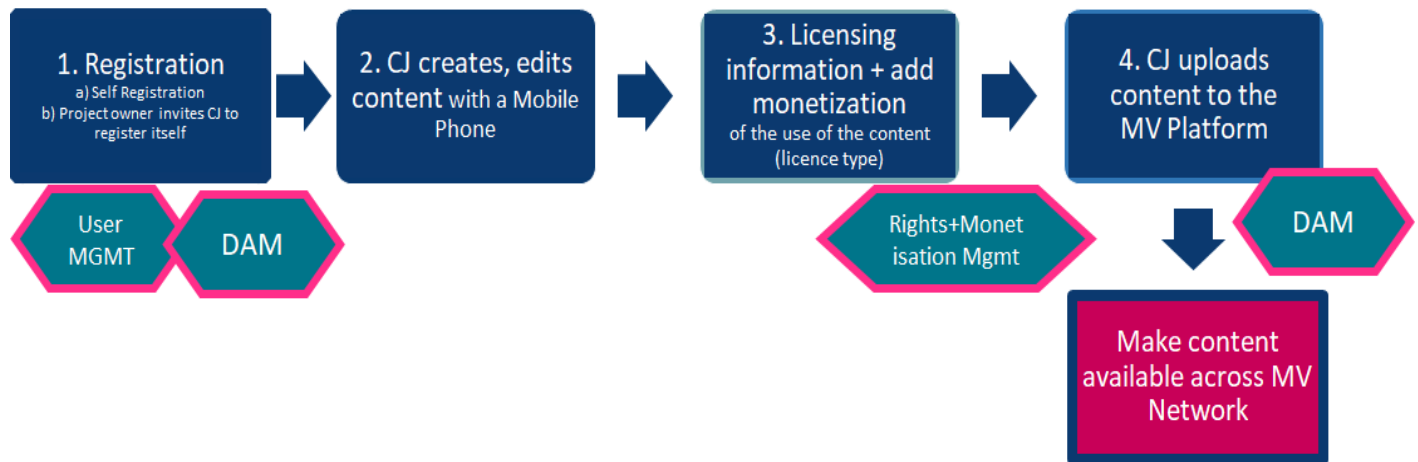 1. Registration
a) Self Registration
b) Project owner invites CJ to
register itself
2. CJ creates, edits
content with a Mobile
Phone
3. Licensing
information + add
monetization
of the use of the content
(licence type)
4. CJ uploads
content to the
MV Platform
User
MGMT
DAM
Rights+Monet
isation Mgmt
DAM
Make content
available across MV
Network